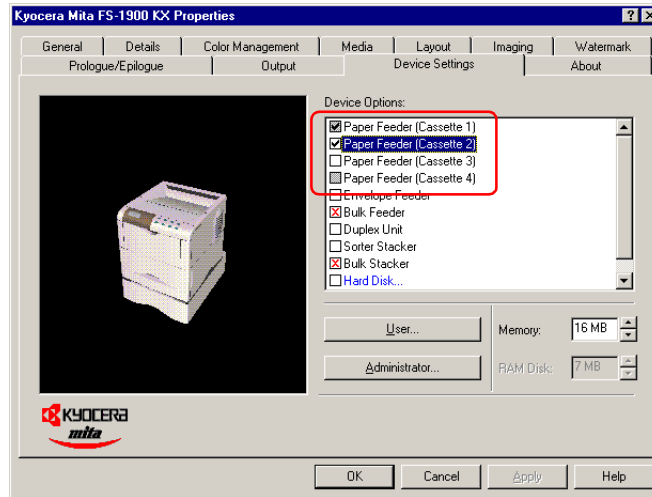 Kyocera Mita FS-1900 KX Properties
General Details Color Management Media Layout Imaging Watermark
Prologue/Epilogue Output Device Settings About
Device Options:
Paper Feeder (Cassette 1)
Paper Feeder (Cassette 2)
Paper Feeder (Cassette 3)
Paper Feeder (Cassette 4)
Envelope Feeder
Bulk Feeder
Duplex Unit
Sorter Stacker
Bulk Stacker
Hard Disk...
User... Memory: 16 MB
Administrator... RAM Disk: 7 MB
KYOCERA
mita
OK Cancel Apply Help